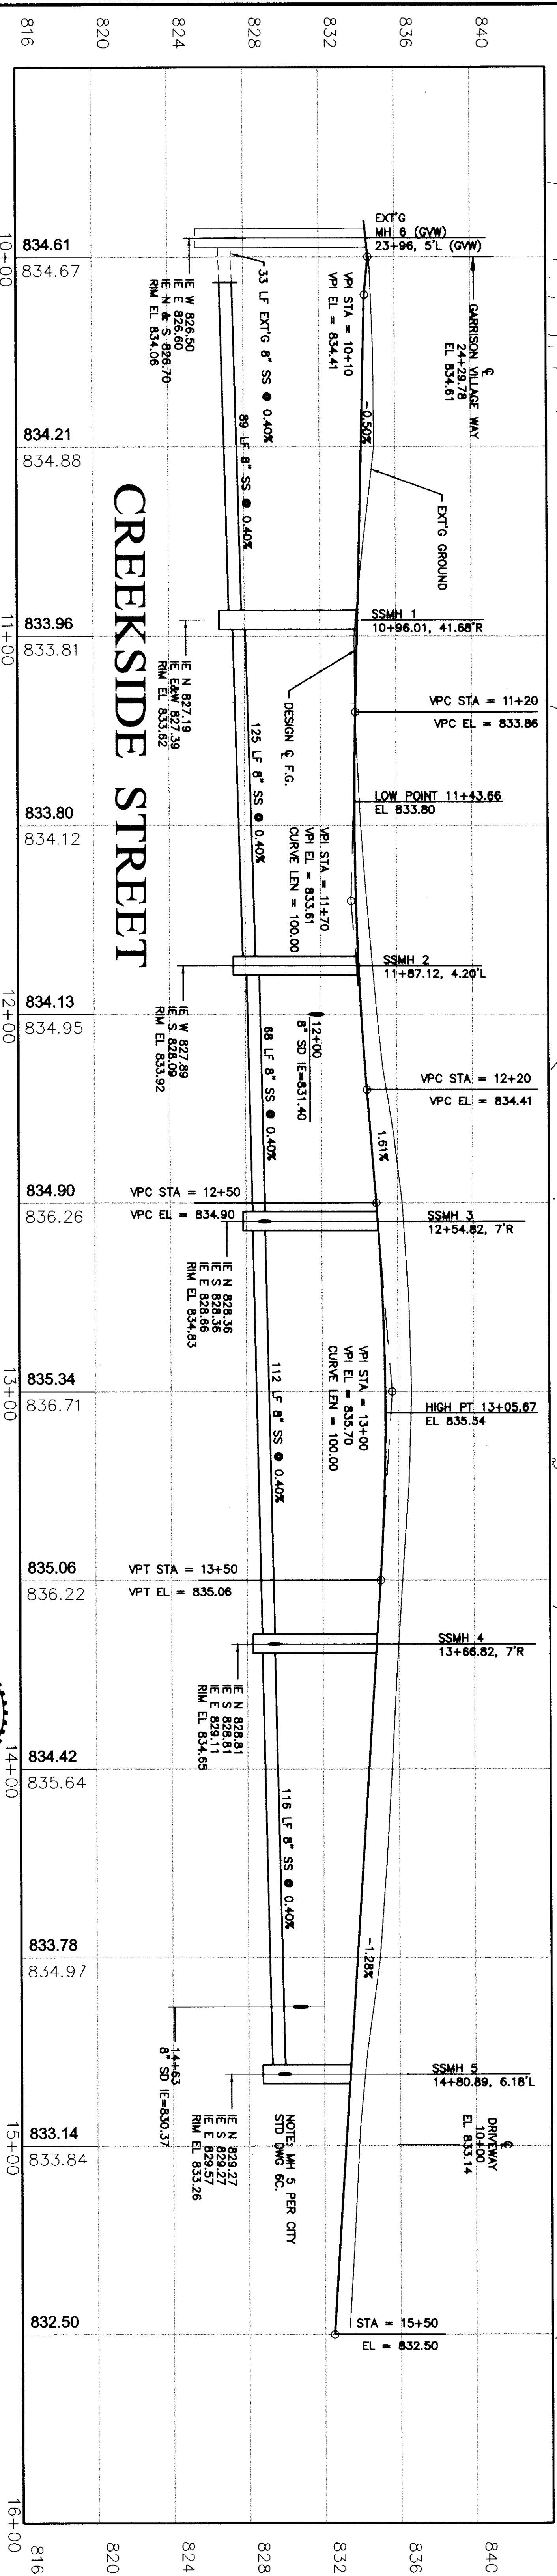 816
820
824
828
832
836
840
EXT'G
MH 6 (GVW)
23+96, 5'L (GVW)
℄
GARRISON VILLAGE WAY
24+29.78
EL 834.61
834.61
834.67
10+00
IE W 826.50
IE E 826.60
IE N & S 826.70
RIM EL 834.06
33 LF EXT'G 8" SS @ 0.40%
VPI STA = 10+10
VPI EL = 834.41
-0.50%
EXT'G GROUND
89 LF 8" SS @ 0.40%
834.21
834.88
CREEKSIDE STREET
SSMH 1
10+96.01, 41.68'R
833.96
833.81
11+00
IE N 827.19
IE E&W 827.39
RIM EL 833.62
DESIGN ℄ F.G.
VPC STA = 11+20
VPC EL = 833.86
LOW POINT 11+43.66
EL 833.80
125 LF 8" SS @ 0.40%
833.80
834.12
VPI STA = 11+70
VPI EL = 833.61
CURVE LEN = 100.00
SSMH 2
11+87.12, 4.20'L
834.13
834.95
12+00
IE W 827.89
IE S 828.09
RIM EL 833.92
12+00
8" SD IE=831.40
68 LF 8" SS @ 0.40%
VPC STA = 12+20
VPC EL = 834.41
1.61%
834.90
836.26
VPC STA = 12+50
VPC EL = 834.90
SSMH 3
12+54.82, 7'R
IE N 828.36
IE S 828.36
IE E 828.66
RIM EL 834.83
835.34
836.71
13+00
VPI STA = 13+00
VPI EL = 835.70
CURVE LEN = 100.00
HIGH PT 13+05.67
EL 835.34
112 LF 8" SS @ 0.40%
835.06
836.22
VPT STA = 13+50
VPT EL = 835.06
SSMH 4
13+66.82, 7'R
IE N 828.81
IE S 828.81
IE E 829.11
RIM EL 834.65
834.42
835.64
14+00
116 LF 8" SS @ 0.40%
833.78
834.97
-1.28%
14+63
8" SD IE=830.37
SSMH 5
14+80.89, 6.18'L
IE N 829.27
IE S 829.27
IE E 829.57
RIM EL 833.26
NOTE: MH 5 PER CITY
STD DWG 6C.
℄
DRIVEWAY
10+00
EL 833.14
833.14
833.84
15+00
832.50
STA = 15+50
EL = 832.50
16+00
816
820
824
828
832
836
840